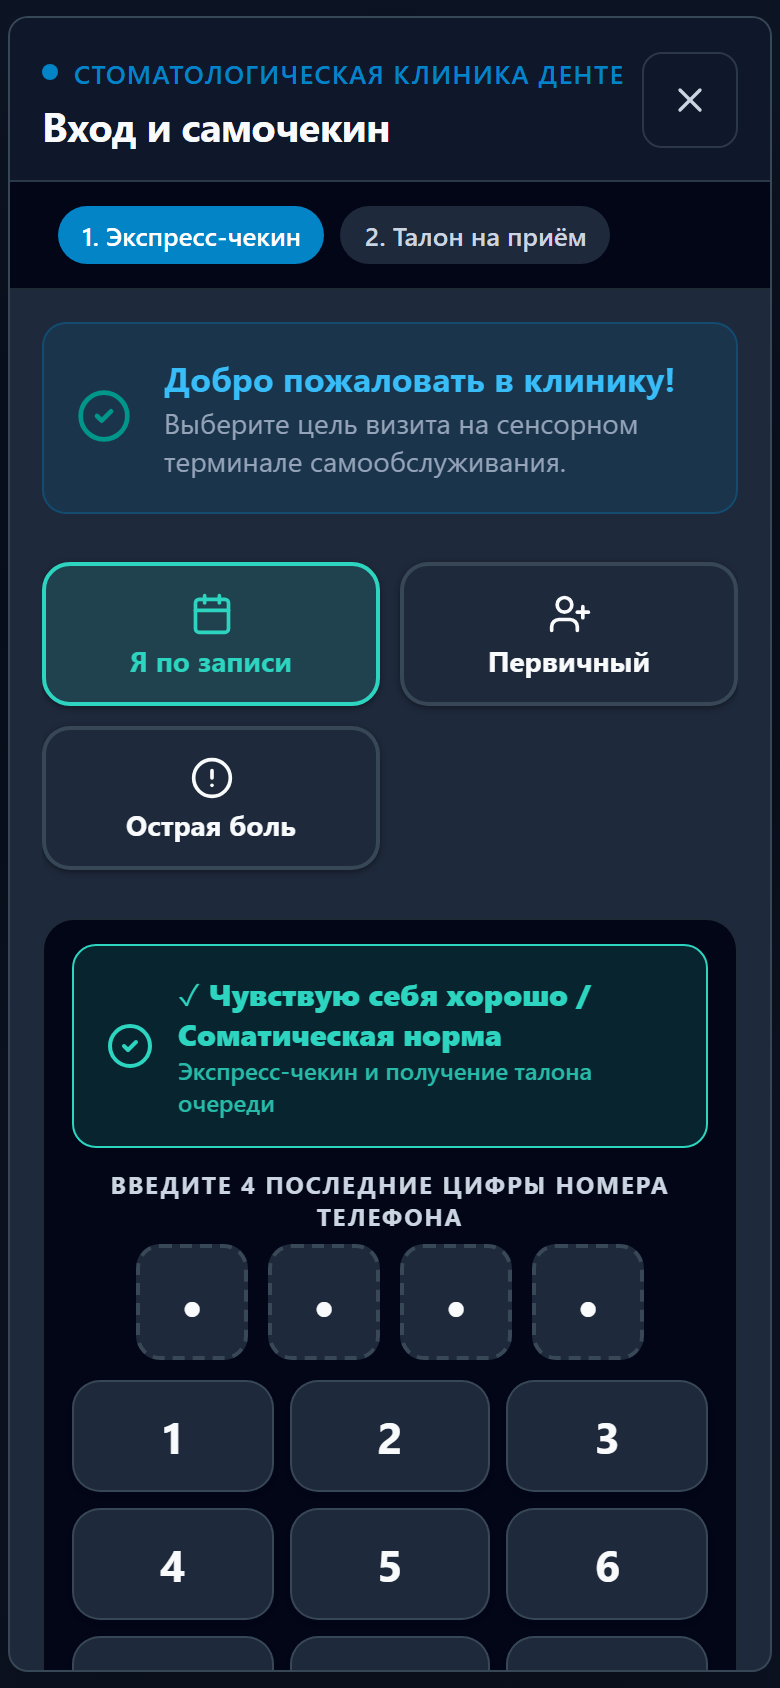 СТОМАТОЛОГИЧЕСКАЯ КЛИНИКА ДЕНТЕ
Вход и самочекин
1. Экспресс-чекин
2. Талон на приём
Добро пожаловать в клинику!
Выберите цель визита на сенсорном
терминале самообслуживания.
Я по записи
Первичный
Острая боль
✓ Чувствую себя хорошо /
Соматическая норма
Экспресс-чекин и получение талона
очереди
ВВЕДИТЕ 4 ПОСЛЕДНИЕ ЦИФРЫ НОМЕРА
ТЕЛЕФОНА
1
2
3
4
5
6